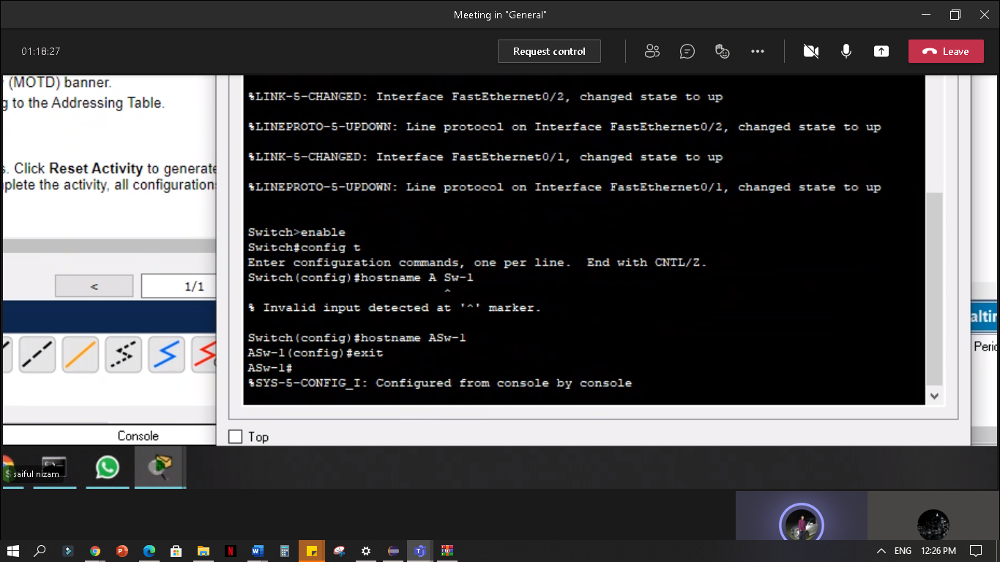 Meeting in "General"
01:18:27
Request control
Leave
(MOTD) banner.
g to the Addressing Table.
s. Click Reset Activity to generate
plete the activity, all configurations
< 1/1
Console
%LINK-5-CHANGED: Interface FastEthernet0/2, changed state to up
%LINEPROTO-5-UPDOWN: Line protocol on Interface FastEthernet0/2, changed state to up
%LINK-5-CHANGED: Interface FastEthernet0/1, changed state to up
%LINEPROTO-5-UPDOWN: Line protocol on Interface FastEthernet0/1, changed state to up
Switch>enable
Switch#config t
Enter configuration commands, one per line.  End with CNTL/Z.
Switch(config)#hostname A Sw-1
^
% Invalid input detected at '^' marker.
Switch(config)#hostname ASw-1
ASw-1(config)#exit
ASw-1#
%SYS-5-CONFIG_I: Configured from console by console
Top
saiful nizam
ENG 12:26 PM